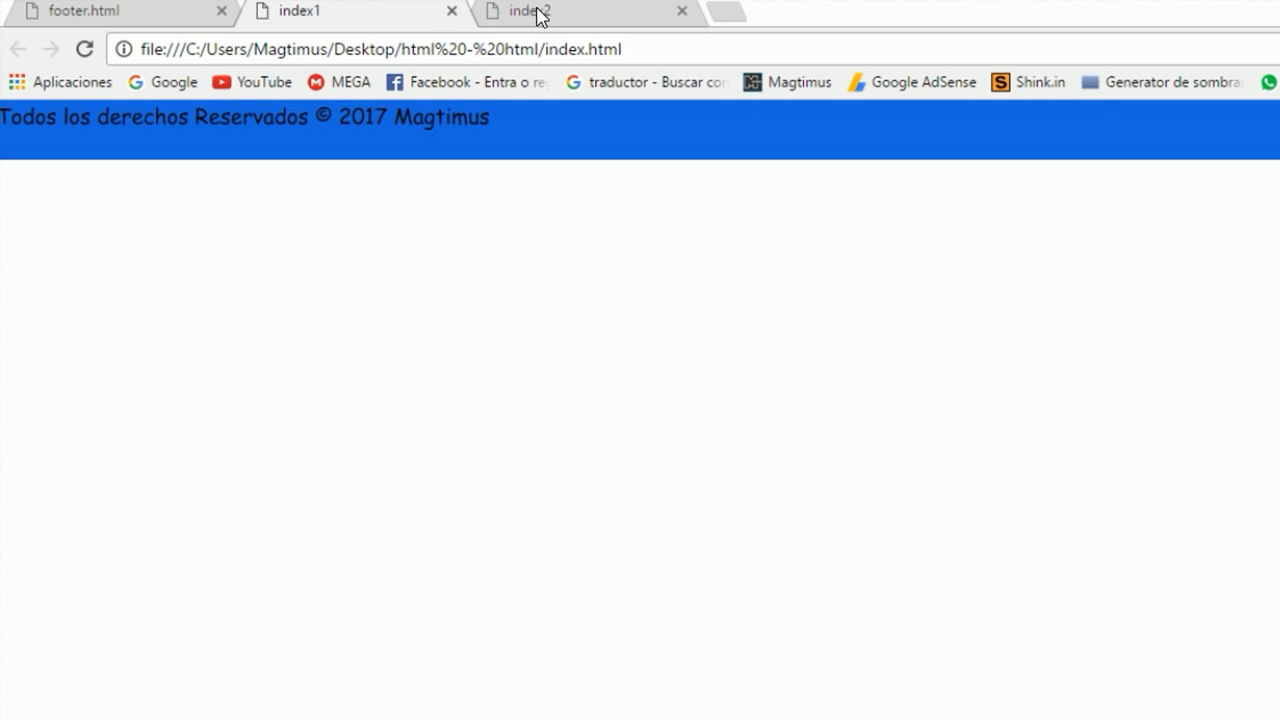 footer.html
index1
file:///C:/Users/Magtimus/Desktop/html%20-%20html/index.html
Aplicaciones
Google
YouTube
MEGA
Facebook - Entra o re
traductor - Buscar con
Magtimus
Google AdSense
Shink.in
Generator de sombra
Todos los derechos Reservados © 2017 Magtimus